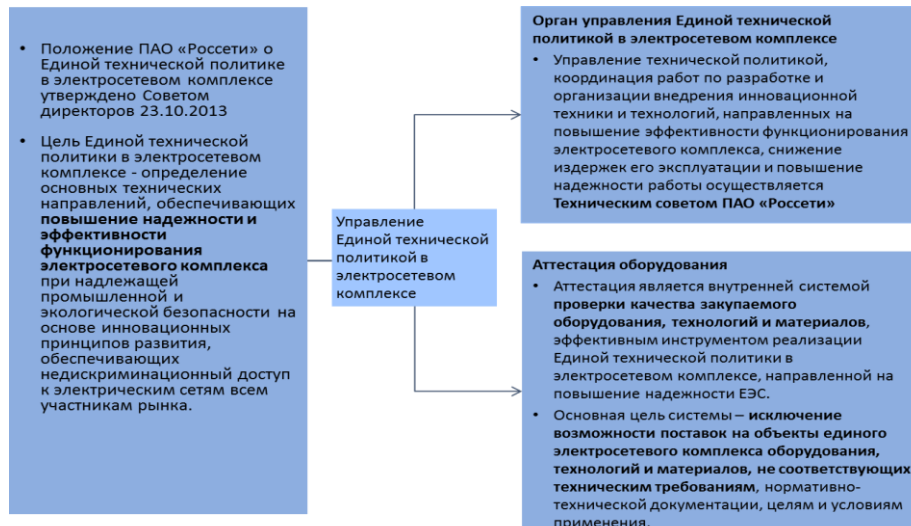 • Положение ПАО «Россети» о
Единой технической политике
в электросетевом комплексе
утверждено Советом
директоров 23.10.2013
• Цель Единой технической
политики в электросетевом
комплексе - определение
основных технических
направлений, обеспечивающих
повышение надежности и
эффективности
функционирования
электросетевого комплекса
при надлежащей
промышленной и
экологической безопасности на
основе инновационных
принципов развития,
обеспечивающих
недискриминационный доступ
к электрическим сетям всем
участникам рынка.
Управление
Единой технической
политикой в
электросетевом
комплексе
Орган управления Единой технической
политикой в электросетевом комплексе
• Управление технической политикой,
координация работ по разработке и
организации внедрения инновационной
техники и технологий, направленных на
повышение эффективности функционирования
электросетевого комплекса, снижение
издержек его эксплуатации и повышение
надежности работы осуществляется
Техническим советом ПАО «Россети»
Аттестация оборудования
• Аттестация является внутренней системой
проверки качества закупаемого
оборудования, технологий и материалов,
эффективным инструментом реализации
Единой технической политики в
электросетевом комплексе, направленной на
повышение надежности ЕЭС.
• Основная цель системы – исключение
возможности поставок на объекты единого
электросетевого комплекса оборудования,
технологий и материалов, не соответствующих
техническим требованиям, нормативно-
технической документации, целям и условиям
применения.